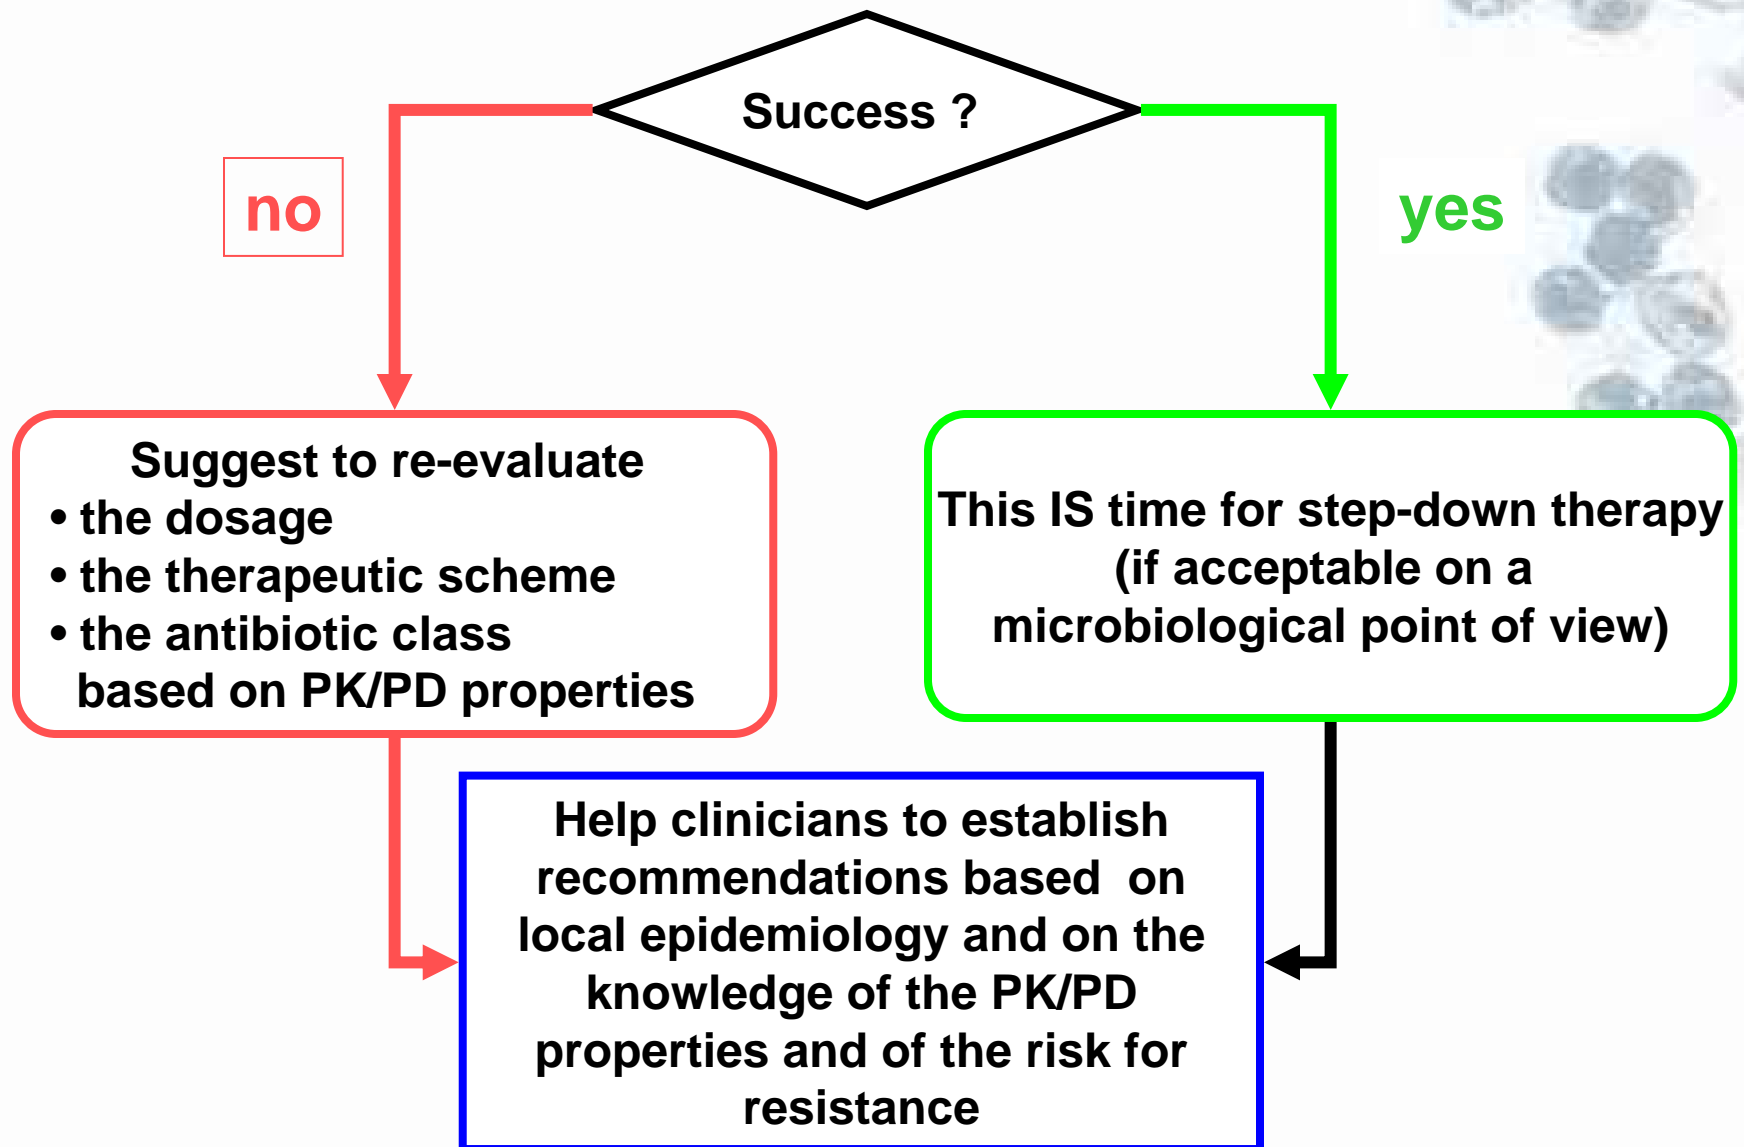 Success ?
no
yes
Suggest to re-evaluate
• the dosage
• the therapeutic scheme
• the antibiotic class
based on PK/PD properties
This IS time for step-down therapy
(if acceptable on a
microbiological point of view)
Help clinicians to establish
recommendations based  on
local epidemiology and on the
knowledge of the PK/PD
properties and of the risk for
resistance